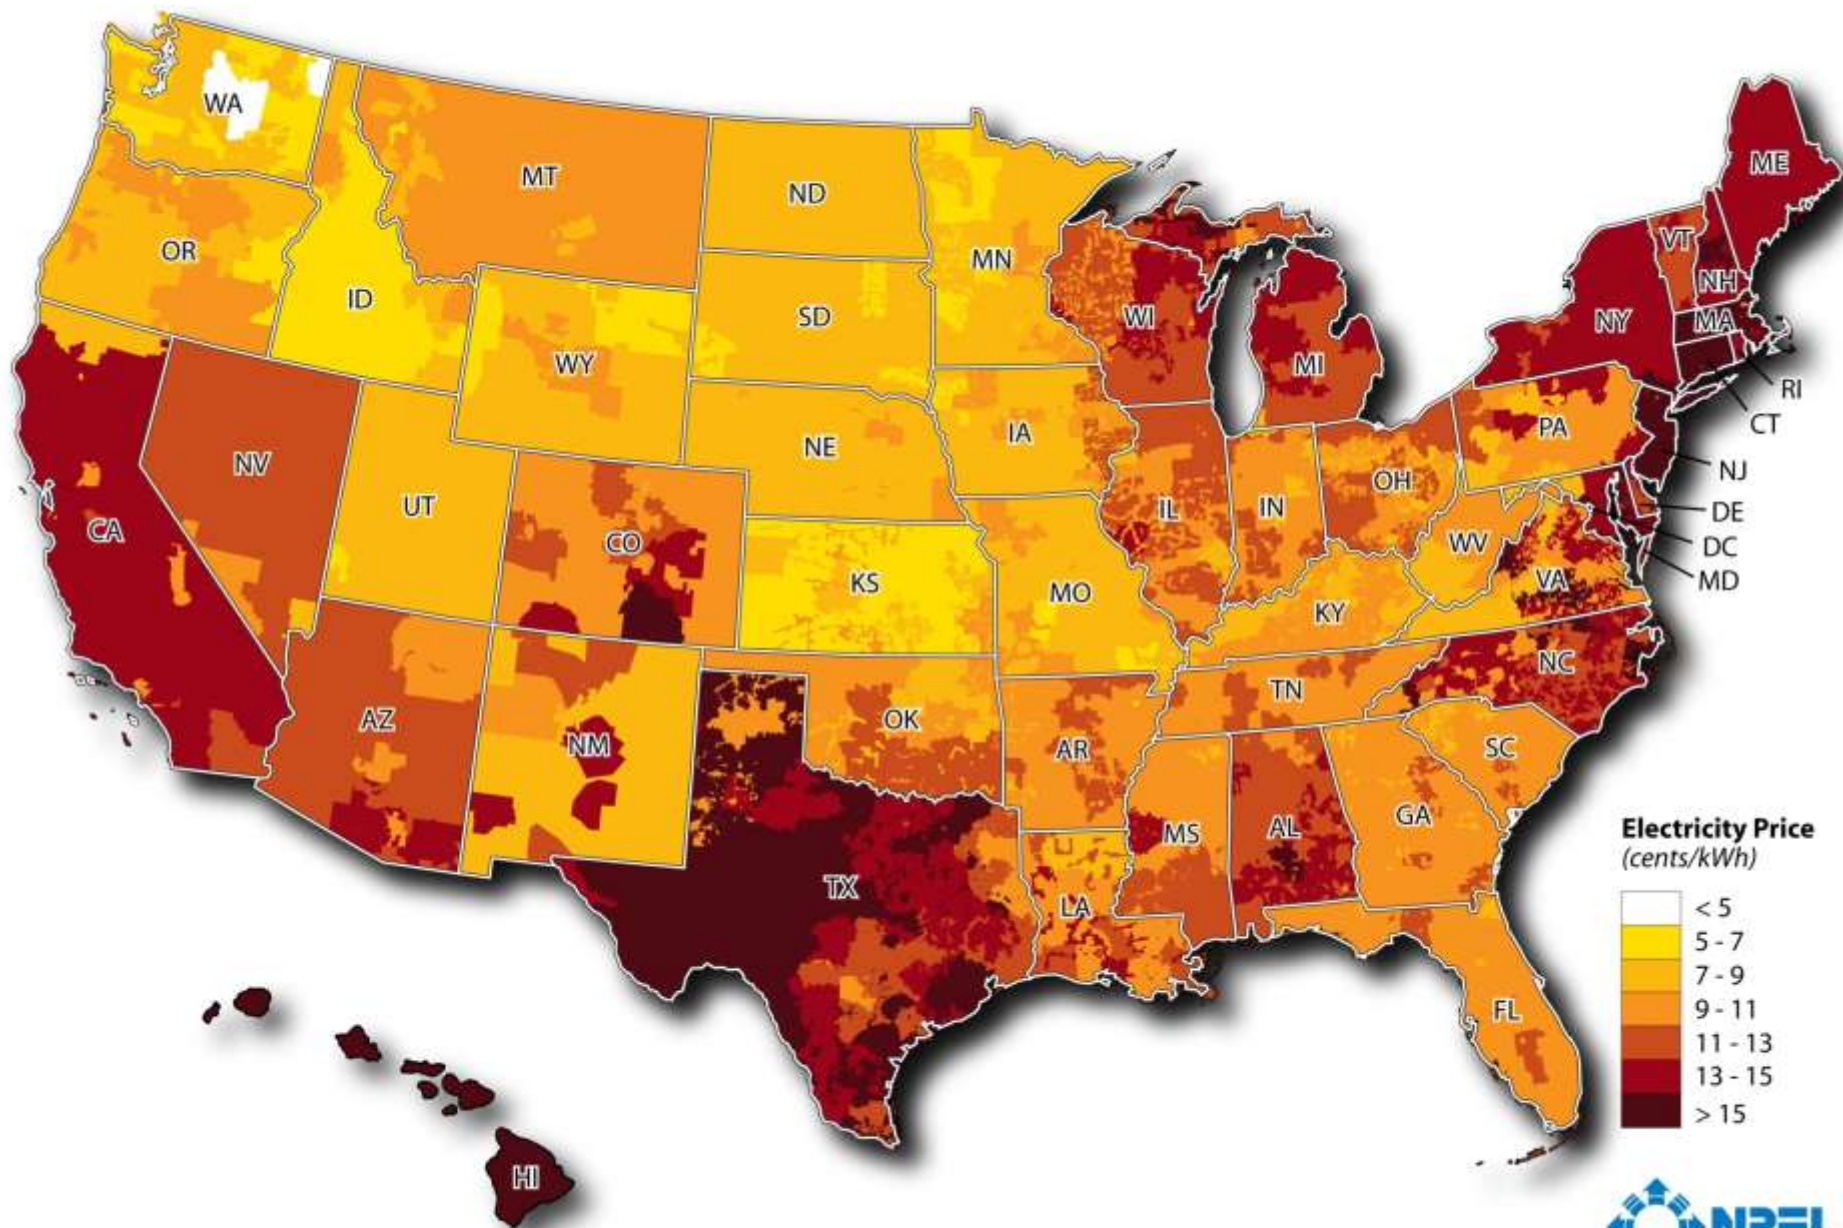 WA
MT
ND
MN
ME
OR
ID
SD
WI
VT
NH
NY
MA
WY
MI
RI
CT
NV
NE
IA
PA
NJ
UT
CO
IL
IN
OH
DE
CA
DC
KS
MO
WV
VA
MD
KY
AZ
NM
OK
AR
TN
NC
SC
MS
AL
GA
TX
LA
FL
HI
Electricity Price
(cents/kWh)
< 5
5 - 7
7 - 9
9 - 11
11 - 13
13 - 15
> 15
NREL